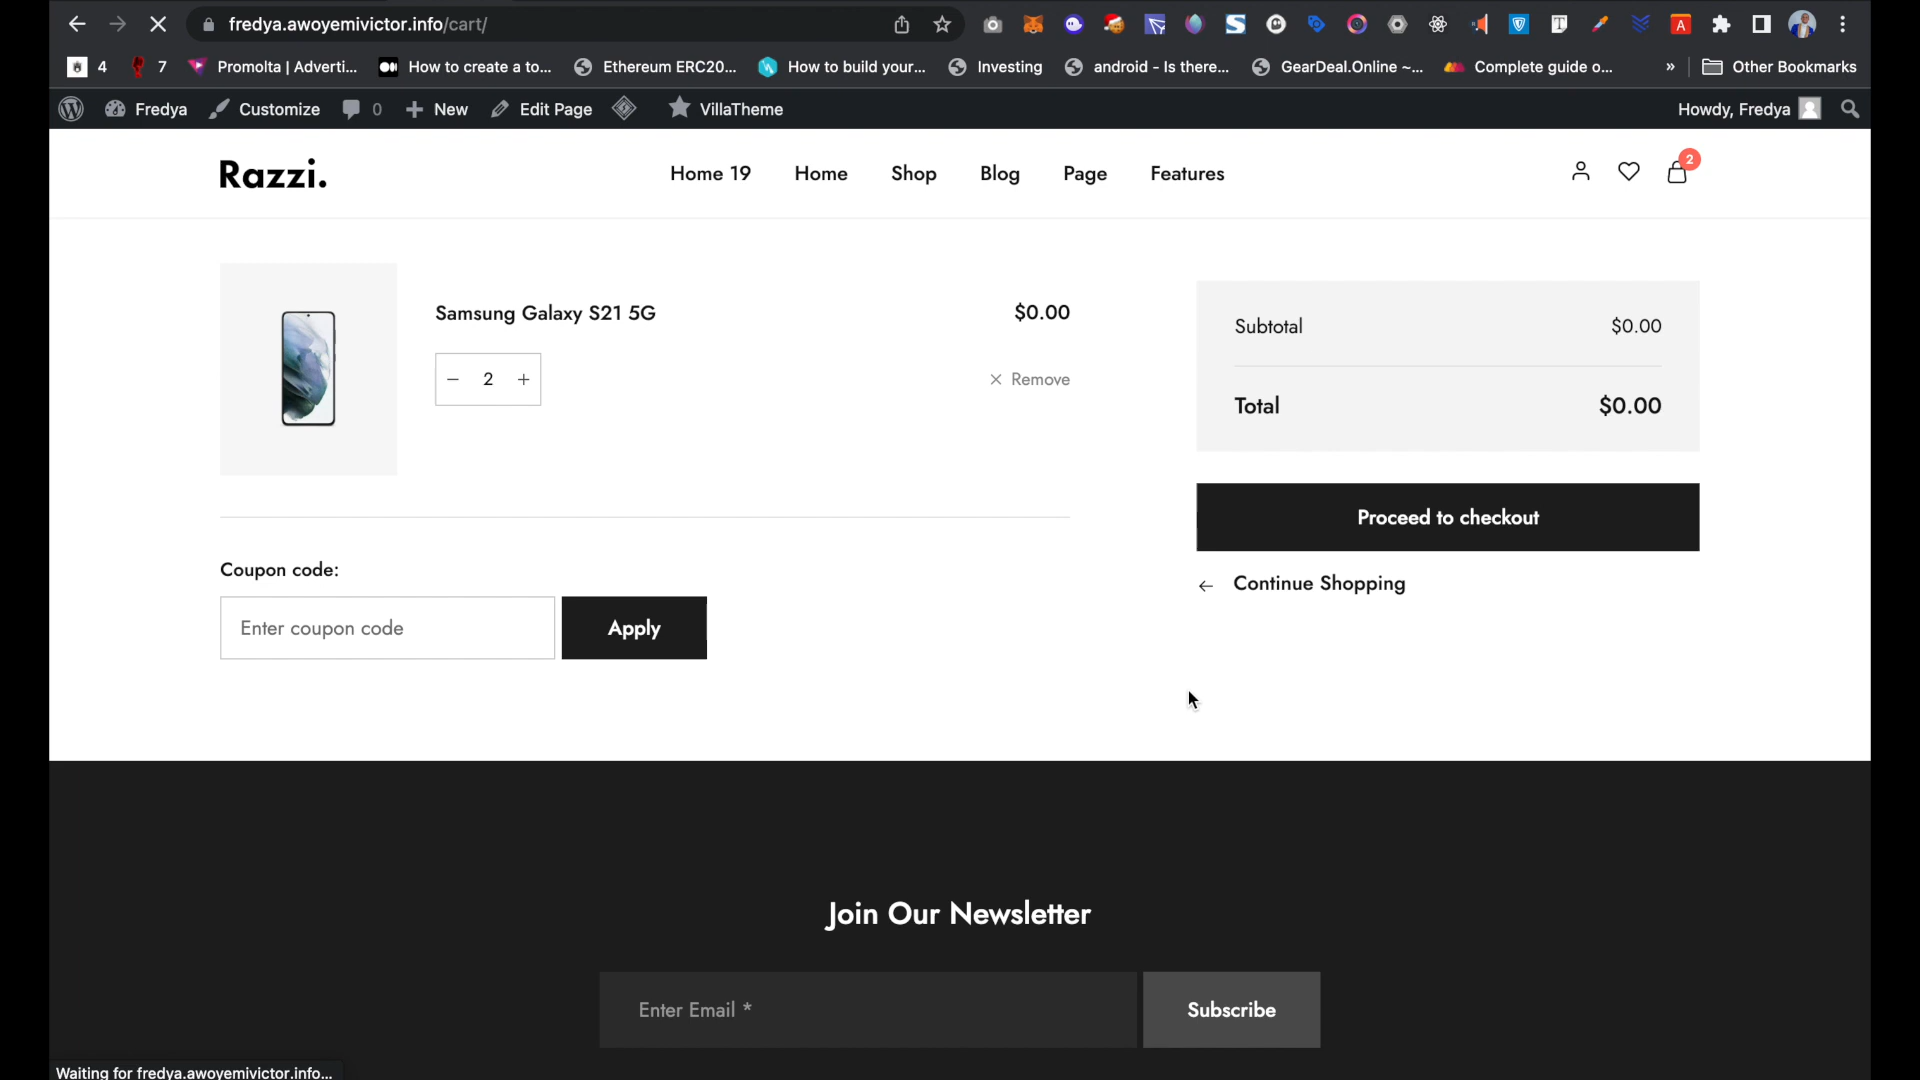 fredya.awoyemivictor.info/cart/
4 7 Promolta | Adverti... How to create a to... Ethereum ERC20... How to build your... Investing android - Is there... GearDeal.Online ~... Complete guide o... » Other Bookmarks
Fredya Customize 0 New Edit Page VillaTheme Howdy, Fredya
Razzi. Home 19 Home Shop Blog Page Features 2
Samsung Galaxy S21 5G $0.00
− 2 +
× Remove
Subtotal $0.00
Total $0.00
Proceed to checkout
← Continue Shopping
Coupon code:
Enter coupon code Apply
Join Our Newsletter
Enter Email * Subscribe
Waiting for fredya.awoyemivictor.info...